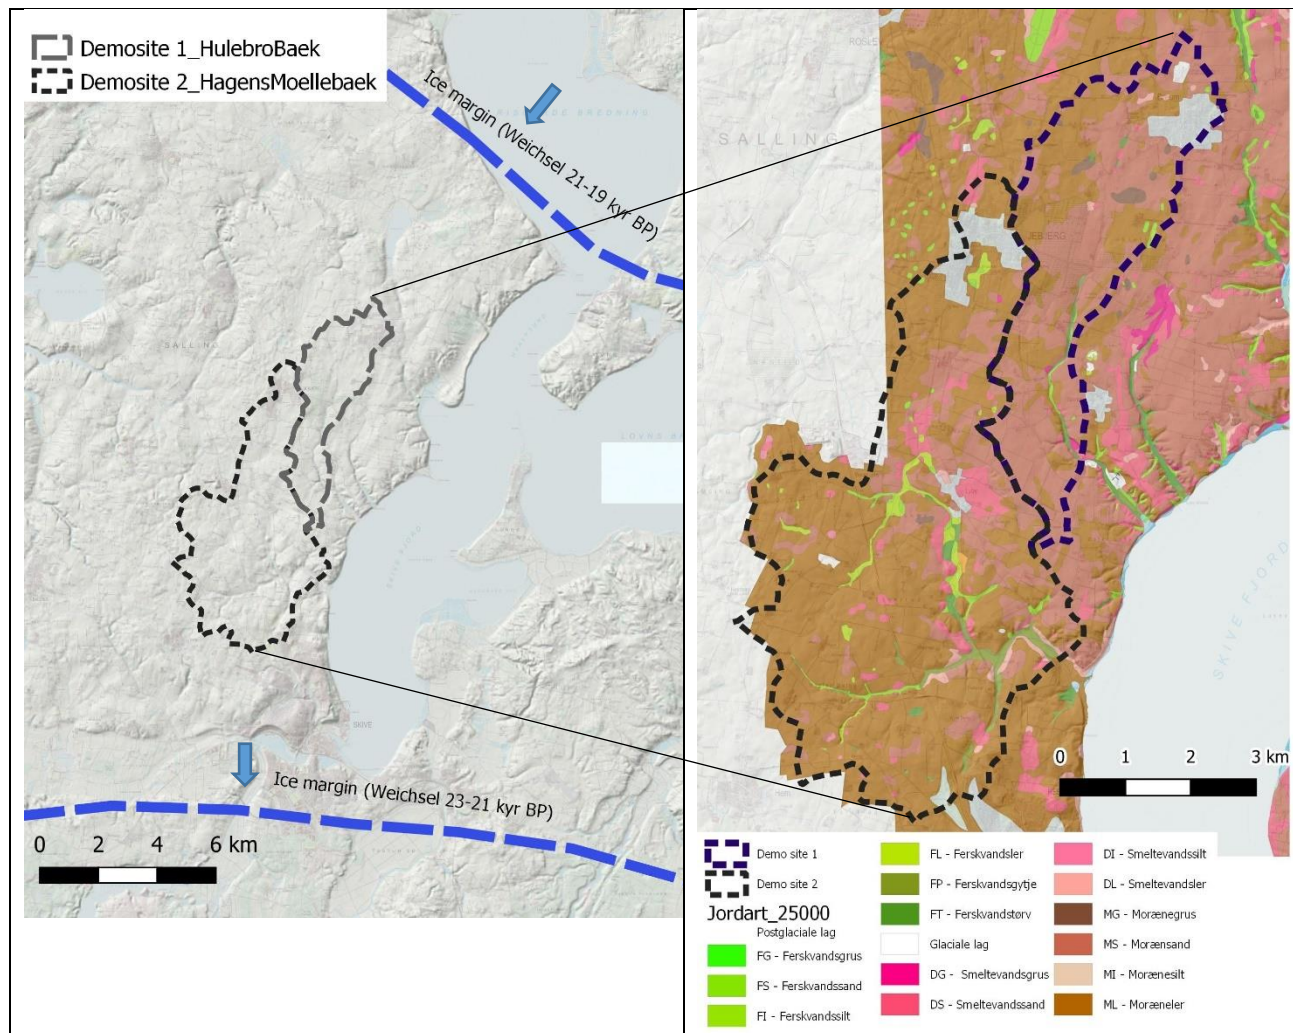 Demosite 1_HulebroBaek
Demosite 2_HagensMoellebaek
Ice margin (Weichsel 21-19 kyr BP)
SALLING
SKIVE
Ice margin (Weichsel 23-21 kyr BP)
0 2 4 6 km
SALLING
SKIVE FJORD
0 1 2 3 km
Demo site 1
Demo site 2
Jordart_25000
Postglaciale lag
FG - Ferskvandsgrus
FS - Ferskvandssand
FI - Ferskvandssilt
FL - Ferskvandsler
FP - Ferskvandsgytje
FT - Ferskvandstørv
Glaciale lag
DG - Smeltevandsgrus
DS - Smeltevandssand
DI - Smeltevandssilt
DL - Smeltevandsler
MG - Morænegrus
MS - Morænsand
MI - Morænesilt
ML - Moræneler